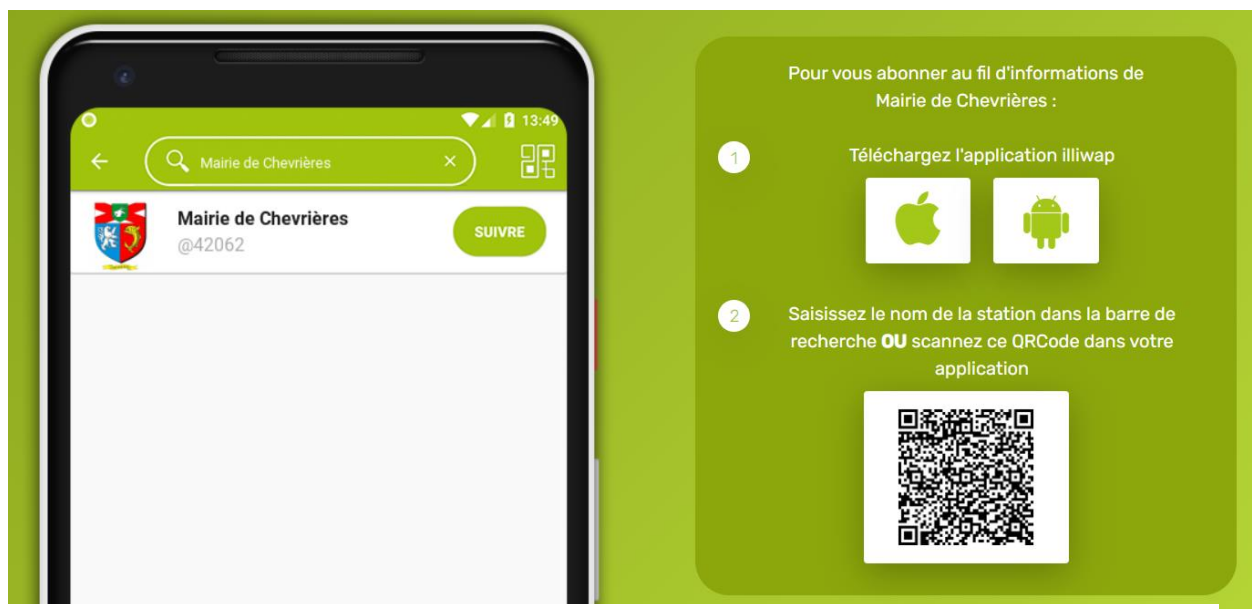 13:49
Mairie de Chevrières
Mairie de Chevrières
@42062
SUIVRE
Pour vous abonner au fil d'informations de
Mairie de Chevrières :
1
Téléchargez l'application illiwap
2
Saisissez le nom de la station dans la barre de
recherche OU scannez ce QRCode dans votre
application